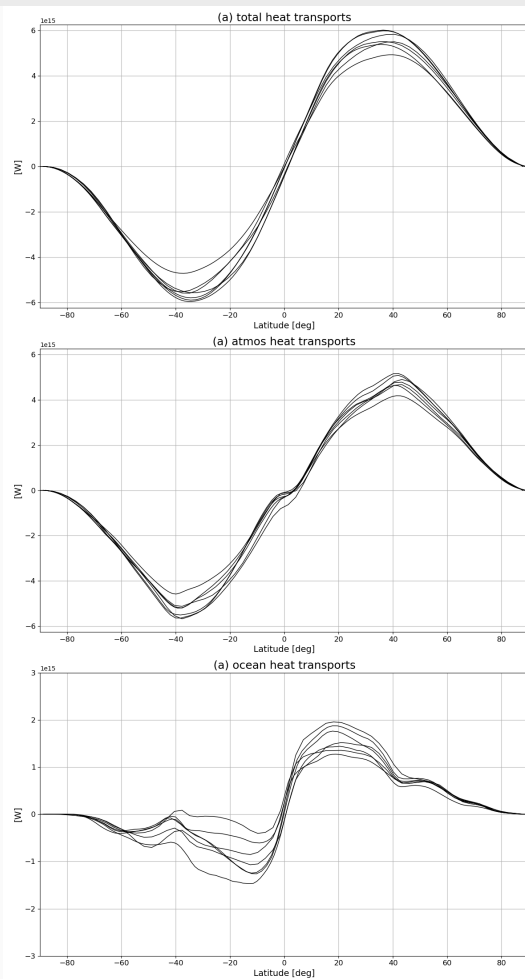 (a) total heat transports
1e15
6
4
2
0
−2
−4
−6
[W]
−80 −60 −40 −20 0 20 40 60 80
Latitude [deg]
(a) atmos heat transports
1e15
6
4
2
0
−2
−4
−6
[W]
−80 −60 −40 −20 0 20 40 60 80
Latitude [deg]
(a) ocean heat transports
1e15
3
2
1
0
−1
−2
−3
[W]
−80 −60 −40 −20 0 20 40 60 80
Latitude [deg]